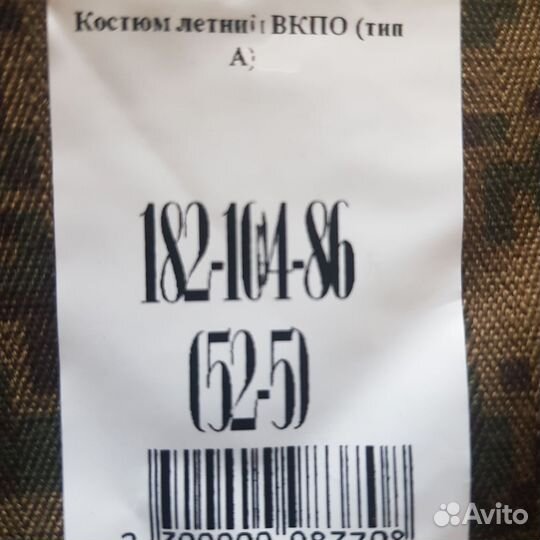 Костюм летний ВКПО (тип
А)
182-104-86
(52-5)
Avito